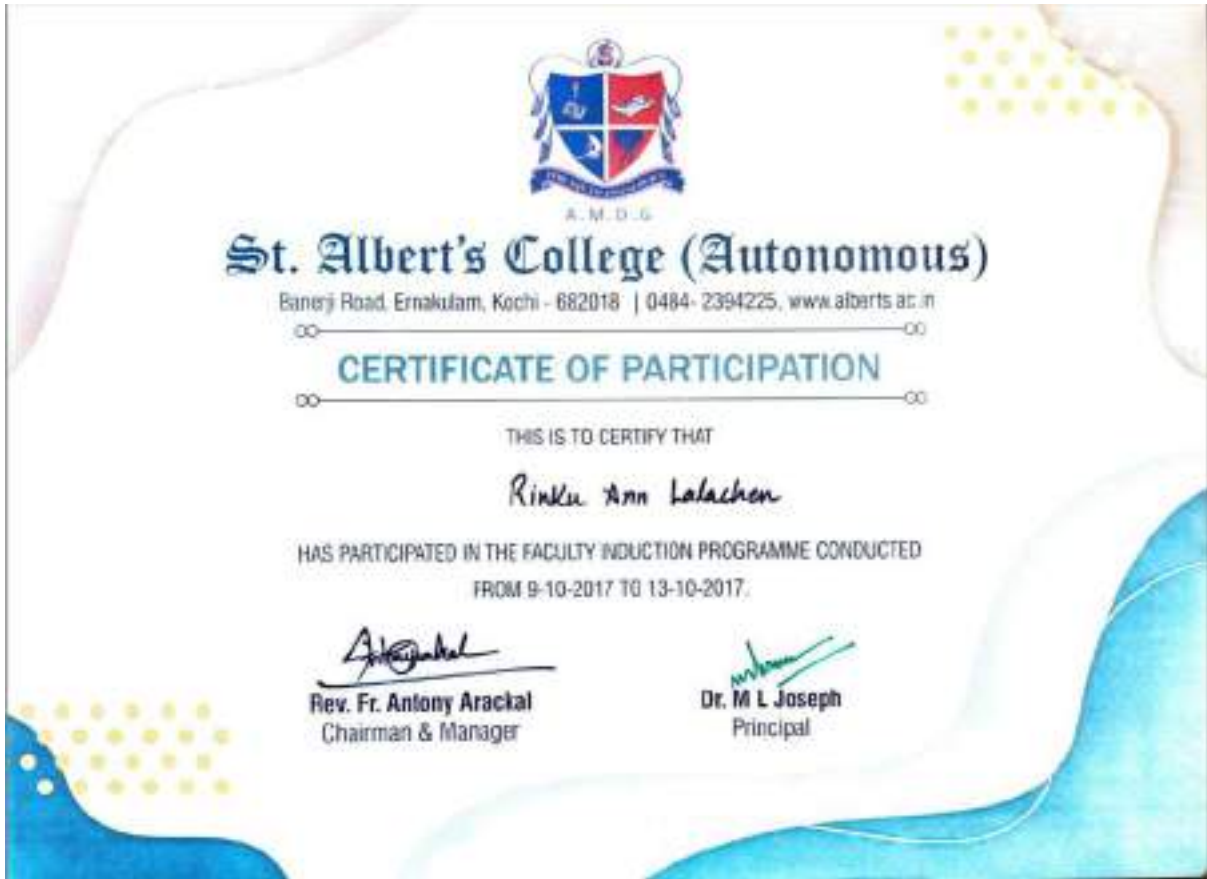 A.M.D.G
St. Albert's College (Autonomous)
Banerji Road, Ernakulam, Kochi - 682018 | 0484- 2394225, www.alberts.ac.in
CERTIFICATE OF PARTICIPATION
THIS IS TO CERTIFY THAT
Rinku Ann Lalachen
HAS PARTICIPATED IN THE FACULTY INDUCTION PROGRAMME CONDUCTED
FROM 9-10-2017 TO 13-10-2017.
Rev. Fr. Antony Arackal
Chairman & Manager
Dr. M L Joseph
Principal